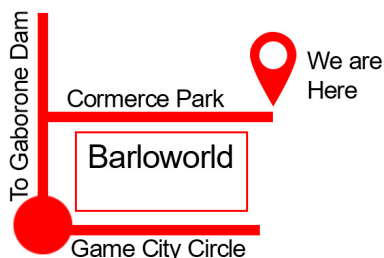 To Gaborone Dam
We are
Here
Cormerce Park
Barloworld
Game City Circle